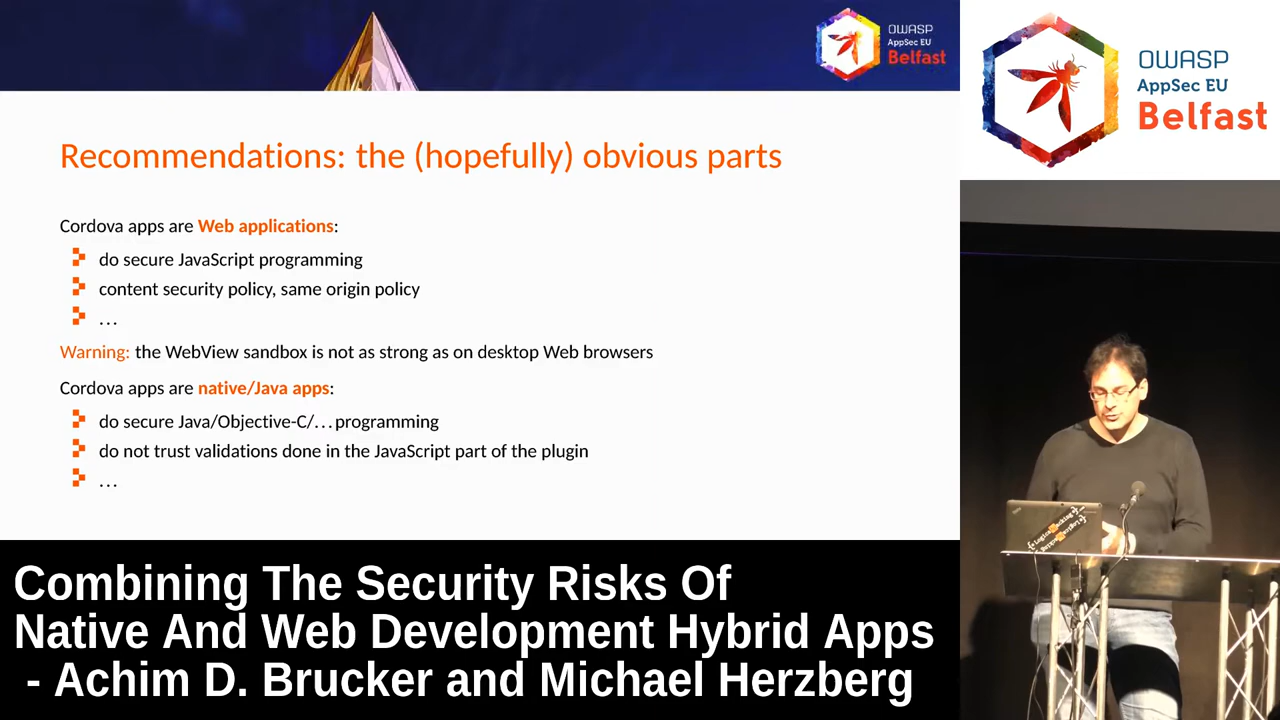 OWASP
AppSec EU
Belfast
OWASP
AppSec EU
Belfast
Recommendations: the (hopefully) obvious parts
Cordova apps are Web applications:
do secure JavaScript programming
content security policy, same origin policy
...
Warning: the WebView sandbox is not as strong as on desktop Web browsers
Cordova apps are native/Java apps:
do secure Java/Objective-C/... programming
do not trust validations done in the JavaScript part of the plugin
...
Combining The Security Risks Of
Native And Web Development Hybrid Apps
- Achim D. Brucker and Michael Herzberg